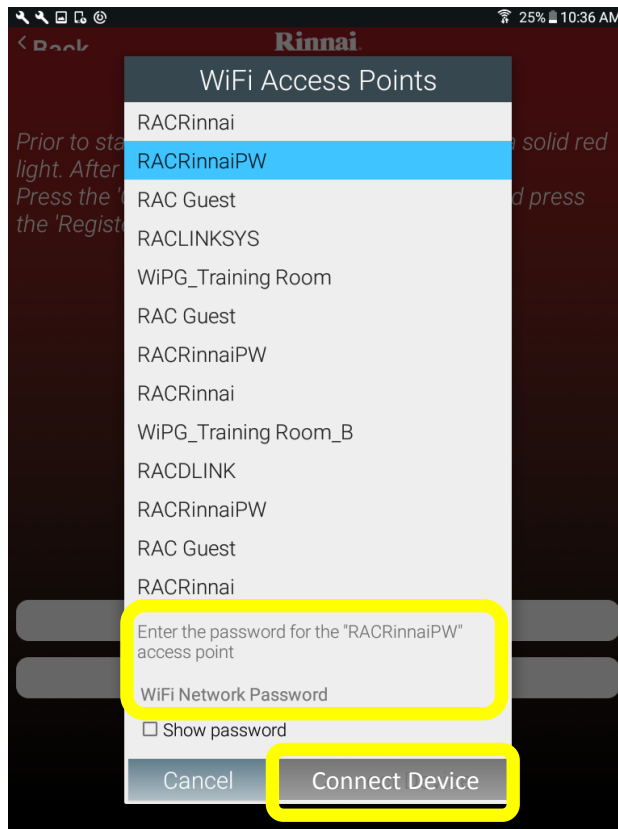 25% 10:36 AM
< Back
Rinnai
WiFi Access Points
RACRinnai
Prior to sta
a solid red
RACRinnaiPW
light. After
RAC Guest
Press the '
d press
the 'Registe
RACLINKSYS
WiPG_Training Room
RAC Guest
RACRinnaiPW
RACRinnai
WiPG_Training Room_B
RACDLINK
RACRinnaiPW
RAC Guest
RACRinnai
Enter the password for the "RACRinnaiPW"
access point
WiFi Network Password
Show password
Cancel
Connect Device